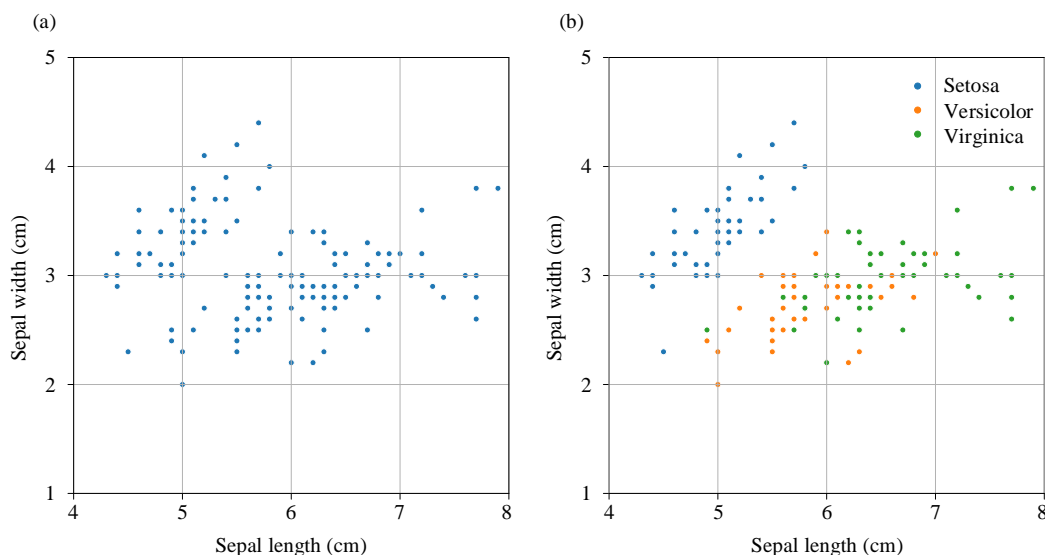 (a)
5
4
3
2
1
4
5
6
7
8
Sepal width (cm)
Sepal length (cm)
(b)
5
4
3
2
1
4
5
6
7
8
Sepal width (cm)
Sepal length (cm)
Setosa
Versicolor
Virginica